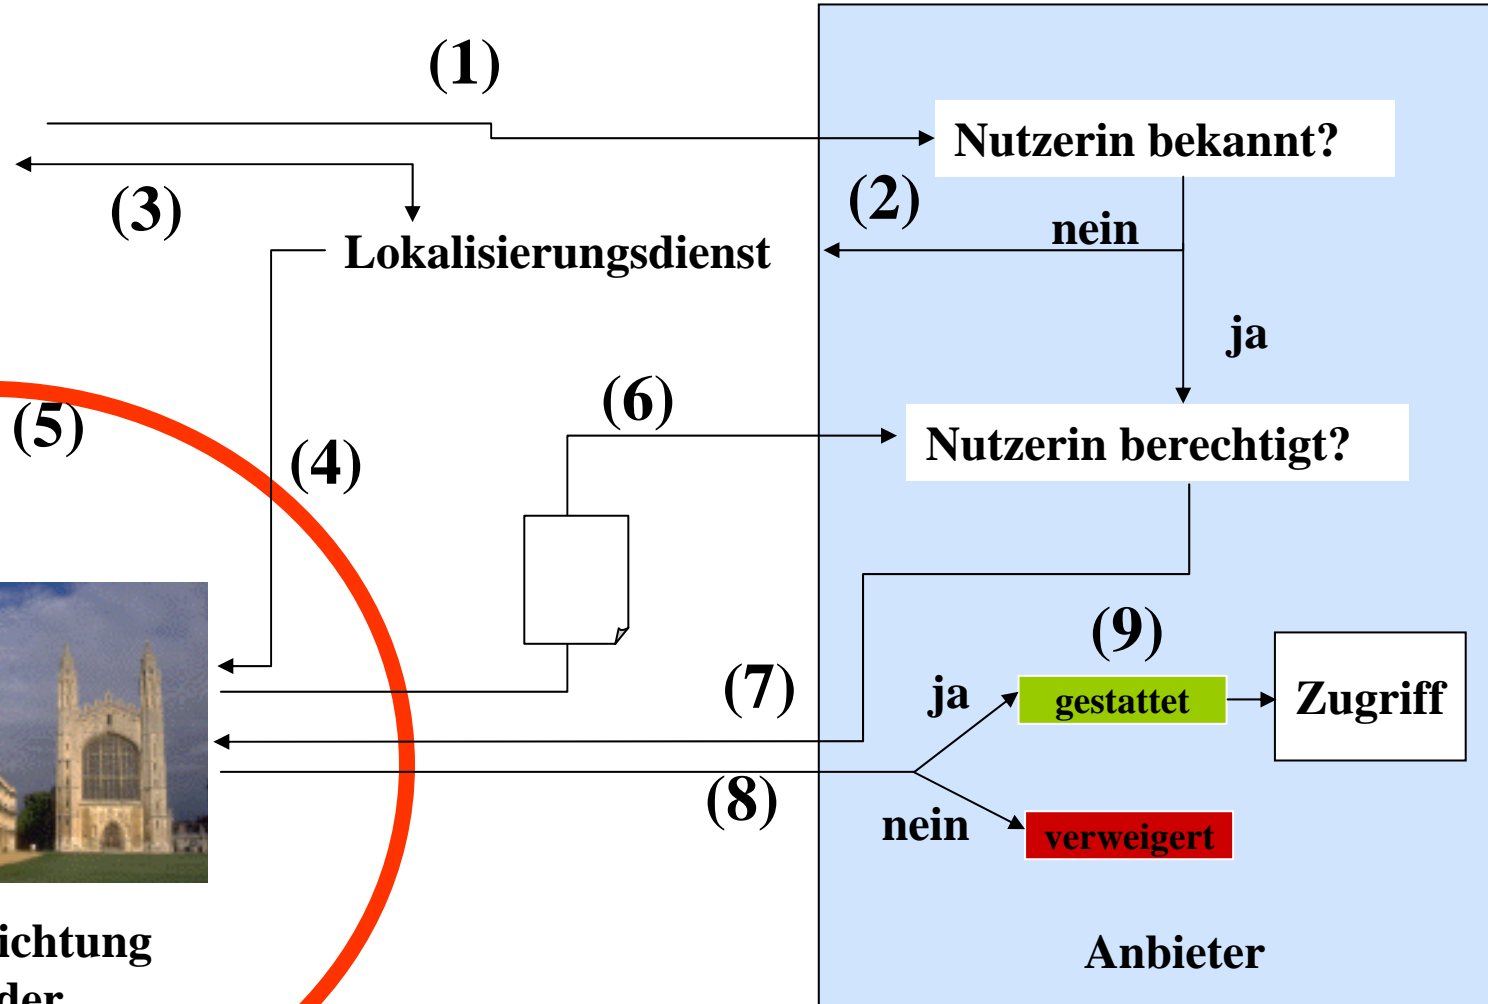 (1)
Nutzerin bekannt?
(2)
(3)
nein
Lokalisierungsdienst
ja
(6)
(5)
(4)
Nutzerin berechtigt?
(9)
(7)
ja
gestattet
Zugriff
(8)
nein
verweigert
ichtung
Anbieter
der